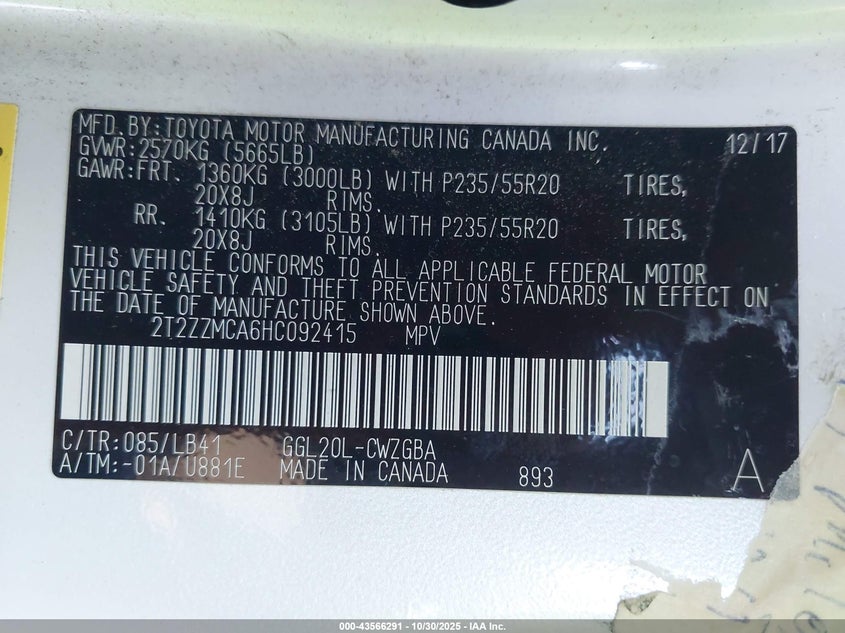 MFD.BY:TOYOTA MOTOR MANUFACTURING CANADA INC. 12/17
GVWR:2570KG (5665LB)
GAWR:FRT. 1360KG (3000LB) WITH P235/55R20 TIRES,
20X8J RIMS.
RR. 1410KG (3105LB) WITH P235/55R20 TIRES,
20X8J RIMS.
THIS VEHICLE CONFORMS TO ALL APPLICABLE FEDERAL MOTOR
VEHICLE SAFETY AND THEFT PREVENTION STANDARDS IN EFFECT ON
THE DATE OF MANUFACTURE SHOWN ABOVE.
2T2ZZMCA6HC092415 MPV
C/TR:085/LB41 GGL20L-CWZGBA
A/TM:-01A/U881E MADE IN CANADA 893 A
000-43566291 - 10/30/2025 - IAA Inc.